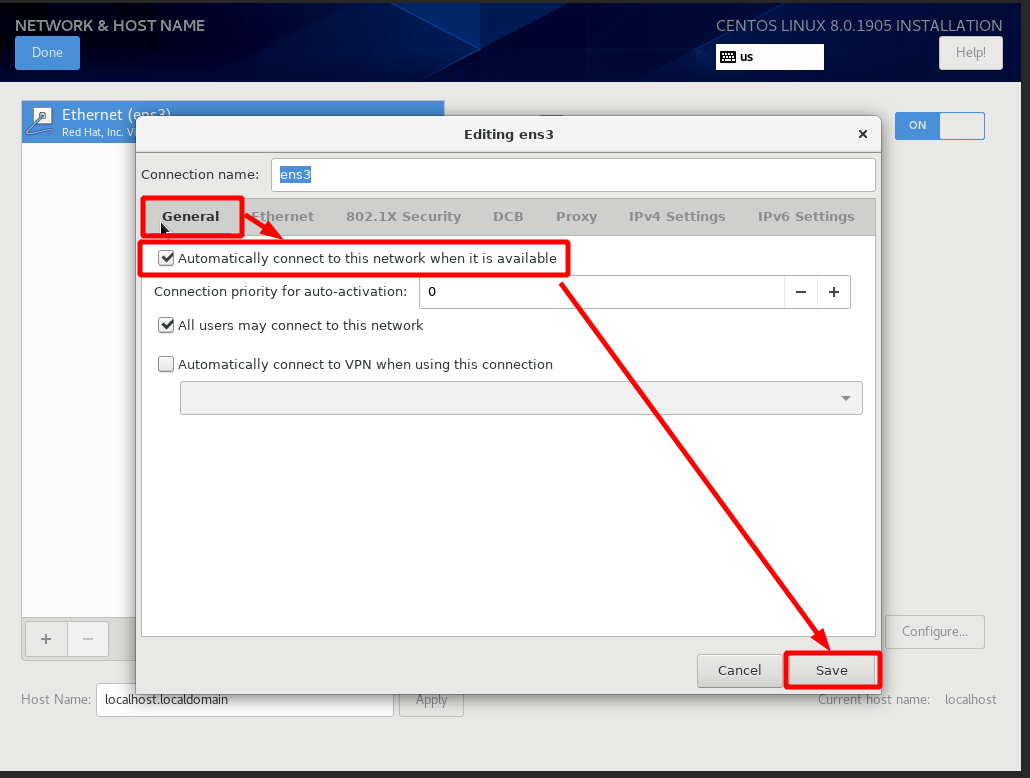 NETWORK & HOST NAME
CENTOS LINUX 8.0.1905 INSTALLATION
Done
us
Help!
Ethernet (ens3)
Red Hat, Inc. Vi
ON
Editing ens3
Connection name: ens3
General Ethernet 802.1X Security DCB Proxy IPv4 Settings IPv6 Settings
Automatically connect to this network when it is available
Connection priority for auto-activation: 0 − +
All users may connect to this network
Automatically connect to VPN when using this connection
+ −
Configure...
Cancel Save
Host Name: localhost.localdomain Apply Current host name: localhost